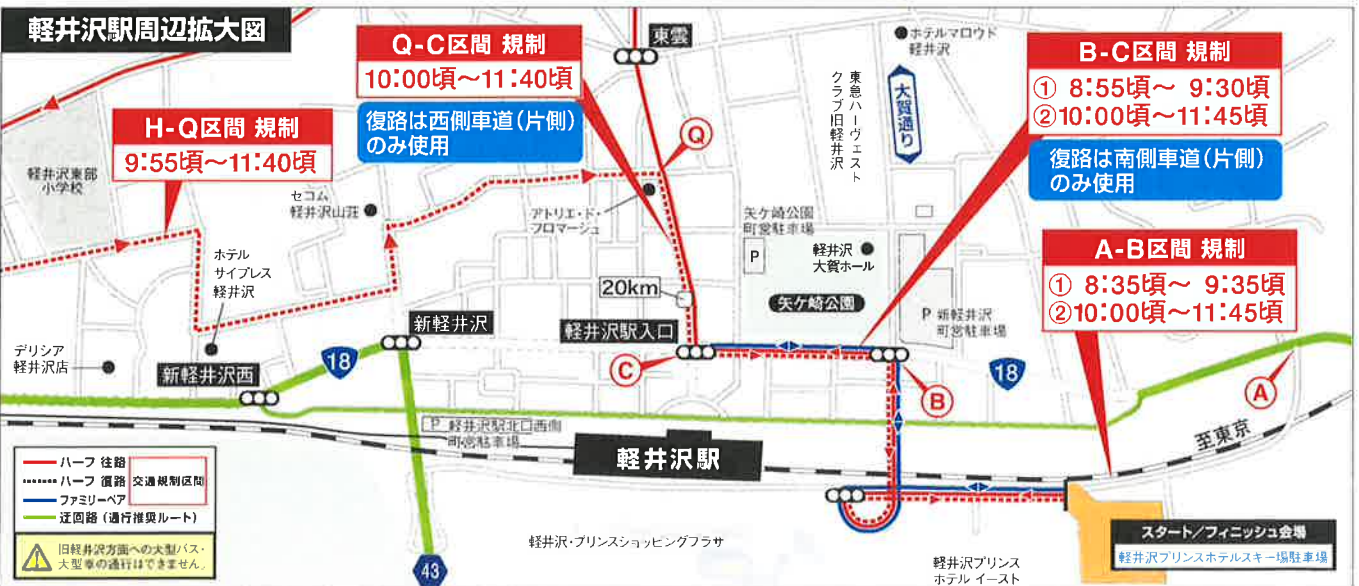 軽井沢駅周辺拡大図
Q-C区間 規制
10:00頃～11:40頃
復路は西側車道(片側)
のみ使用
東雲
ホテルマロウド
軽井沢
大賀通り
東急ハーヴェスト
クラブ旧軽井沢
B-C区間 規制
① 8:55頃～ 9:30頃
②10:00頃～11:45頃
復路は南側車道(片側)
のみ使用
H-Q区間 規制
9:55頃～11:40頃
Q
軽井沢東部
小学校
セコム
軽井沢山荘
アトリエ・ド・
フロマージュ
矢ケ崎公園
町営駐車場
P
軽井沢
大賀ホール
矢ケ崎公園
A-B区間 規制
① 8:35頃～ 9:35頃
②10:00頃～11:45頃
ホテル
サイプレス
軽井沢
20km
P 新軽井沢
町営駐車場
新軽井沢
軽井沢駅入口
デリシア
軽井沢店
新軽井沢西
18
C
B
18
A
P 軽井沢駅北口西側
町営駐車場
軽井沢駅
至東京
ハーフ 往路
ハーフ 復路
交通規制区間
ファミリーペア
迂回路(通行推奨ルート)
旧軽井沢方面への大型バス・
大型車の通行はできません。
43
軽井沢・プリンスショッピングプラザ
軽井沢プリンス
ホテル イースト
スタート/フィニッシュ会場
軽井沢プリンスホテルスキー場駐車場